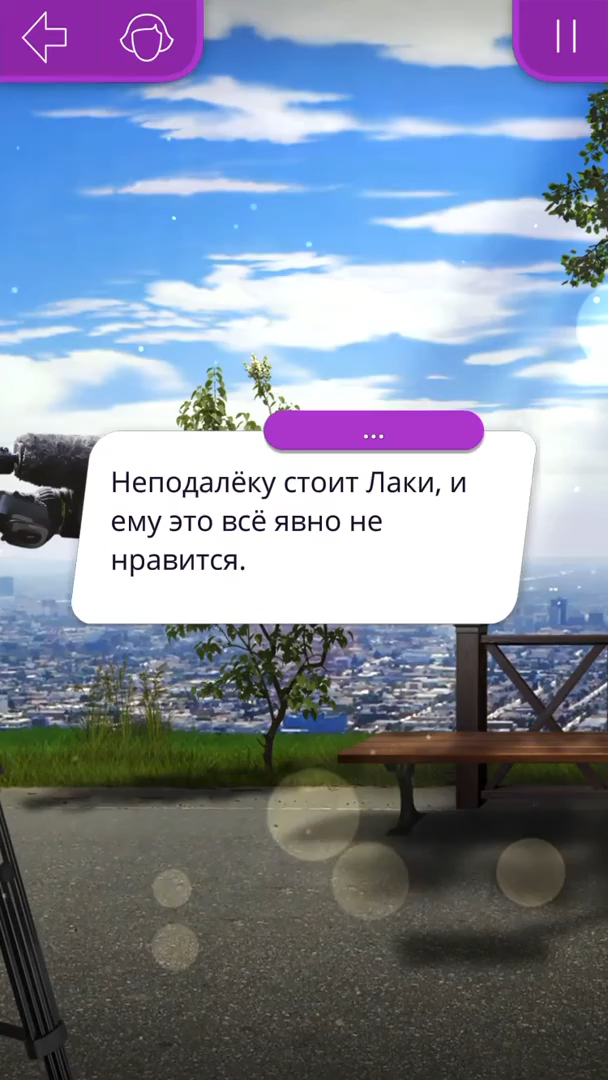 ...
Неподалёку стоит Лаки, и
ему это всё явно не
нравится.